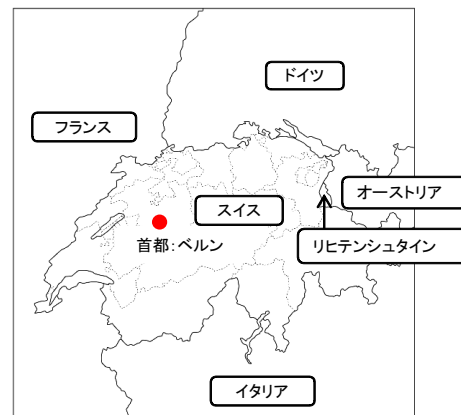 ドイツ
フランス
オーストリア
スイス
首都：ベルン
リヒテンシュタイン
イタリア